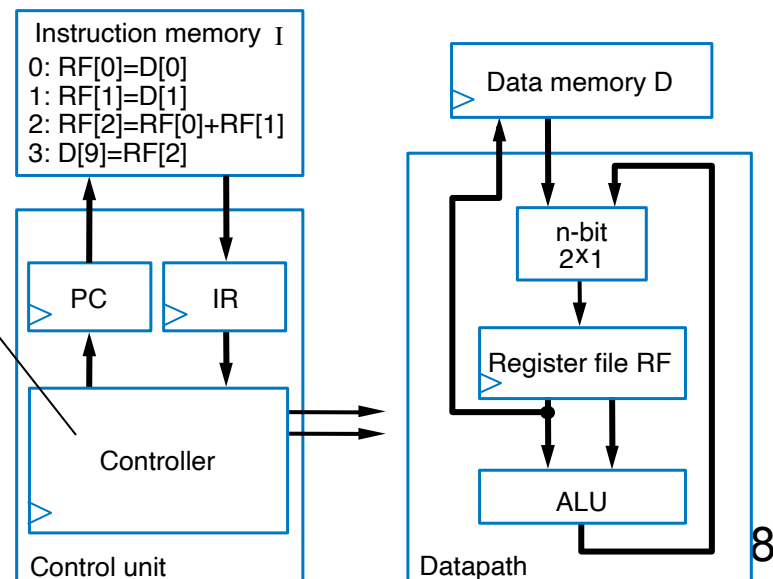 Instruction memory I
0: RF[0]=D[0]
1: RF[1]=D[1]
2: RF[2]=RF[0]+RF[1]
3: D[9]=RF[2]
PC
IR
Controller
Control unit
Data memory D
n-bit
2x1
Register file RF
ALU
Datapath
8